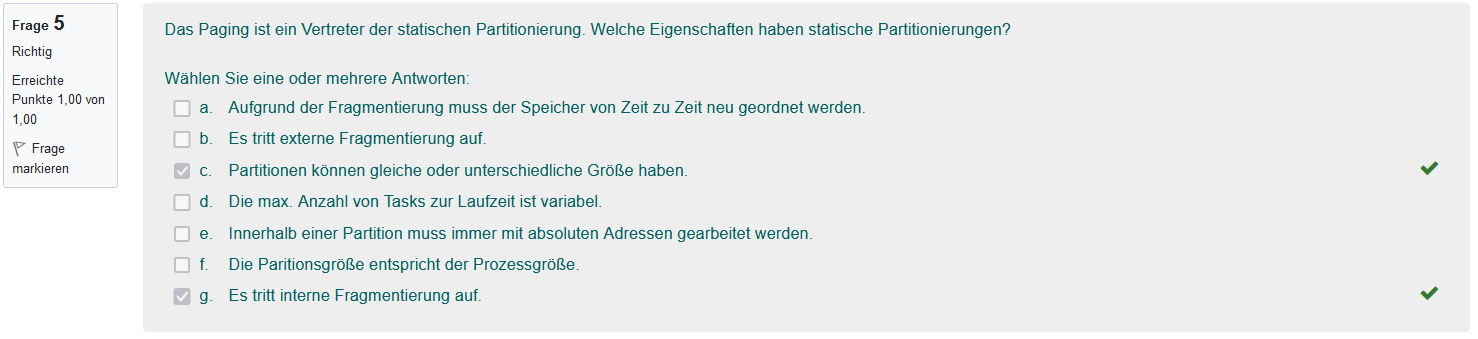 Frage 5
Richtig
Erreichte
Punkte 1,00 von
1,00
Frage
markieren
Das Paging ist ein Vertreter der statischen Partitionierung. Welche Eigenschaften haben statische Partitionierungen?
Wählen Sie eine oder mehrere Antworten:
a. Aufgrund der Fragmentierung muss der Speicher von Zeit zu Zeit neu geordnet werden.
b. Es tritt externe Fragmentierung auf.
c. Partitionen können gleiche oder unterschiedliche Größe haben.
d. Die max. Anzahl von Tasks zur Laufzeit ist variabel.
e. Innerhalb einer Partition muss immer mit absoluten Adressen gearbeitet werden.
f. Die Paritionsgröße entspricht der Prozessgröße.
g. Es tritt interne Fragmentierung auf.